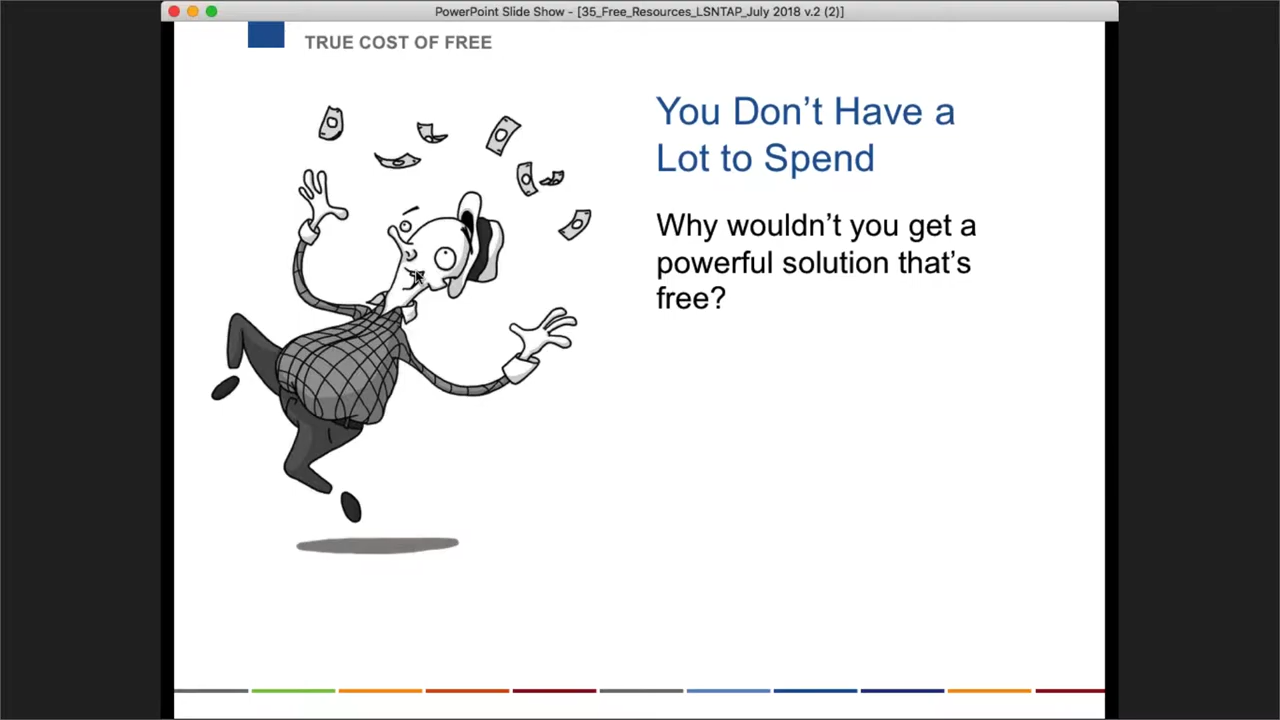 PowerPoint Slide Show - [35_Free_Resources_LSNTAP_July 2018 v.2 (2)]
TRUE COST OF FREE
You Don’t Have a
Lot to Spend
Why wouldn’t you get a
powerful solution that’s
free?